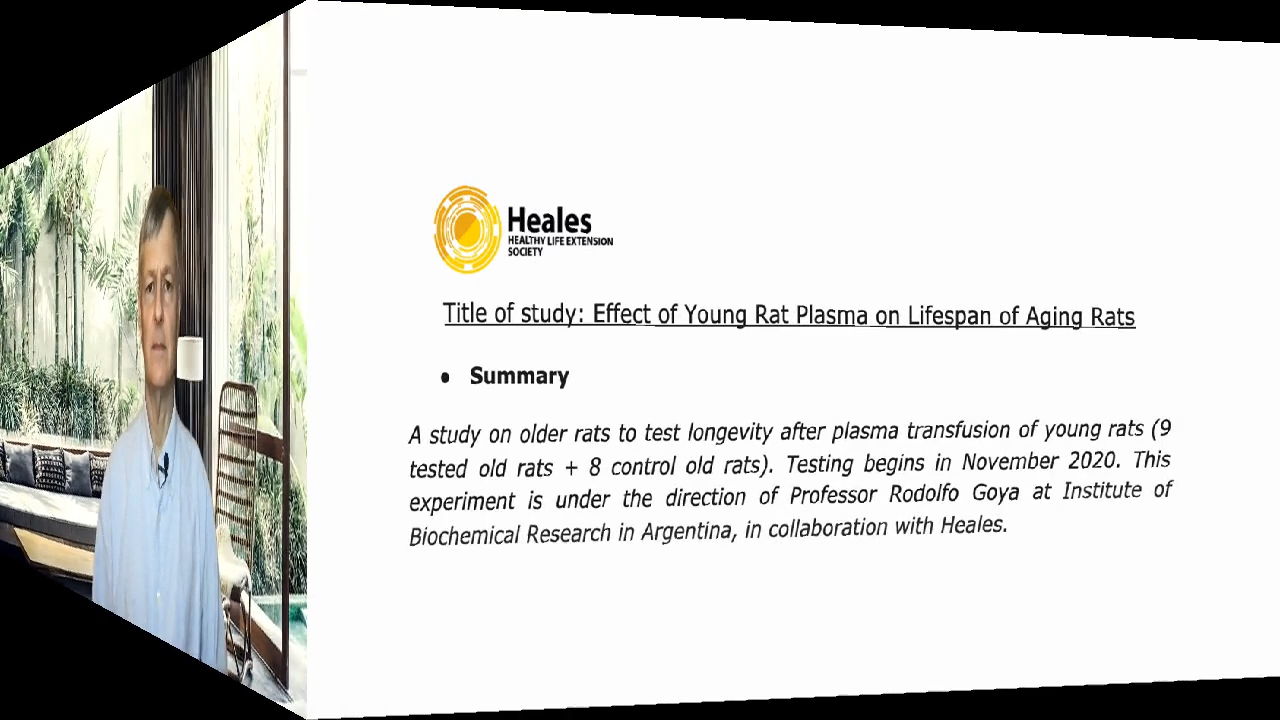 Heales
HEALTHY LIFE EXTENSION
SOCIETY
Title of study: Effect of Young Rat Plasma on Lifespan of Aging Rats
• Summary
A study on older rats to test longevity after plasma transfusion of young rats (9
tested old rats + 8 control old rats). Testing begins in November 2020. This
experiment is under the direction of Professor Rodolfo Goya at Institute of
Biochemical Research in Argentina, in collaboration with Heales.